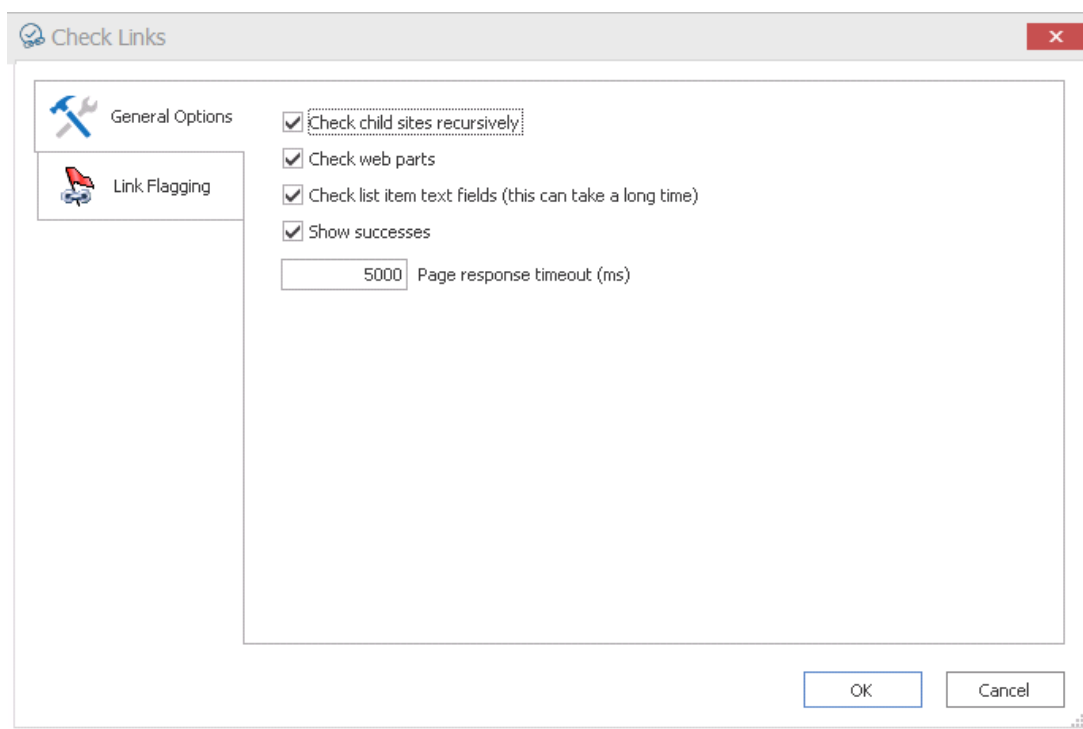 Check Links
General Options
Link Flagging
Check child sites recursively
Check web parts
Check list item text fields (this can take a long time)
Show successes
5000 Page response timeout (ms)
OK
Cancel